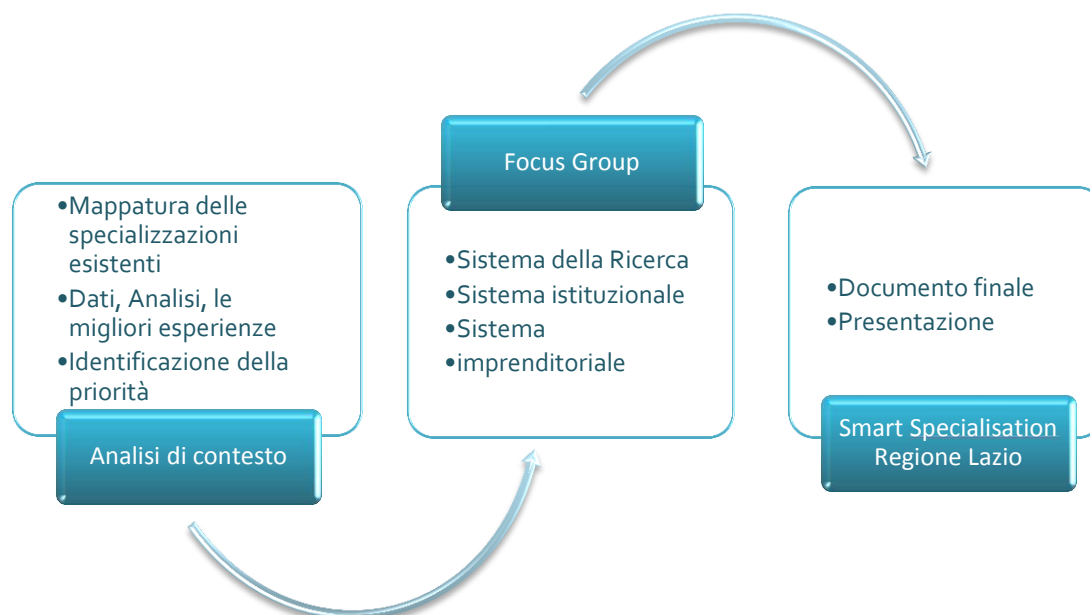 •Mappatura delle
specializzazioni
esistenti
•Dati, Analisi, le
migliori esperienze
•Identificazione della
priorità
Analisi di contesto
Focus Group
•Sistema della Ricerca
•Sistema istituzionale
•Sistema
•imprenditoriale
•Documento finale
•Presentazione
Smart Specialisation
Regione Lazio